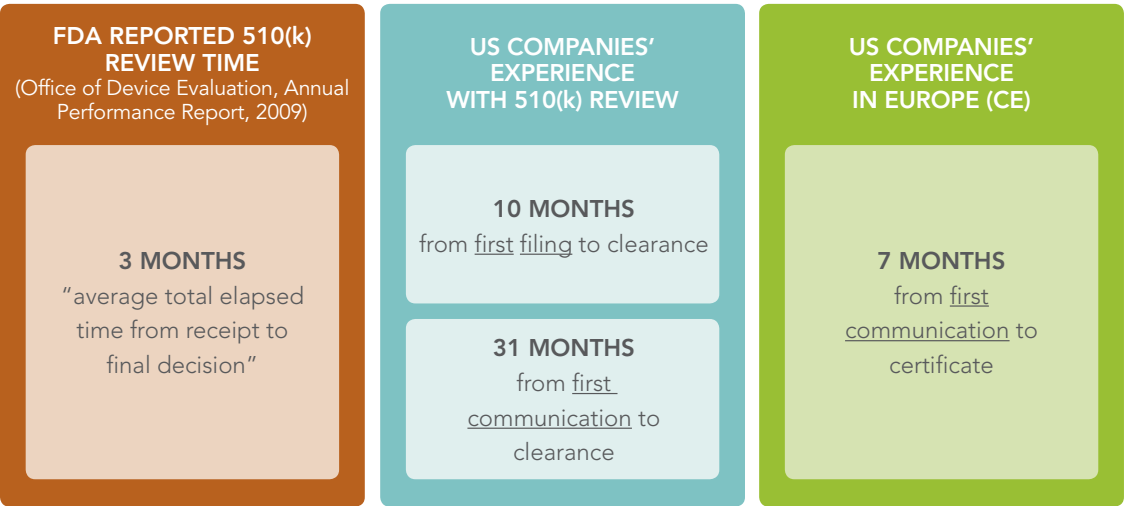 FDA REPORTED 510(k)
REVIEW TIME
(Office of Device Evaluation, Annual
Performance Report, 2009)
3 MONTHS
“average total elapsed
time from receipt to
final decision”
US COMPANIES’
EXPERIENCE
WITH 510(k) REVIEW
10 MONTHS
from first filing to clearance
31 MONTHS
from first
communication to
clearance
US COMPANIES’
EXPERIENCE
IN EUROPE (CE)
7 MONTHS
from first
communication to
certificate